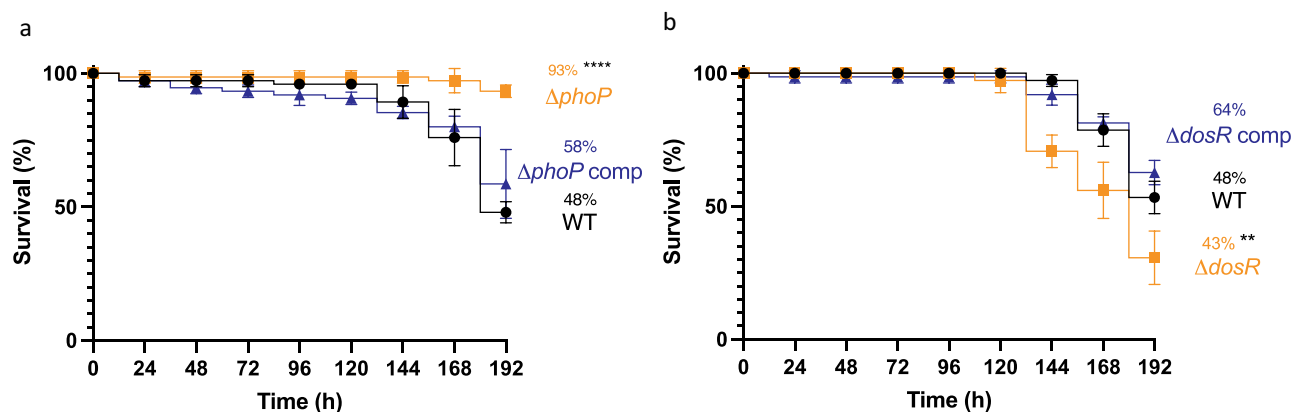 a
Survival (%)
100
50
0
0 24 48 72 96 120 144 168 192
Time (h)
93% ****
ΔphoP
58%
ΔphoP comp
48%
WT
b
Survival (%)
100
50
0
0 24 48 72 96 120 144 168 192
Time (h)
64%
ΔdosR comp
48%
WT
43% **
ΔdosR